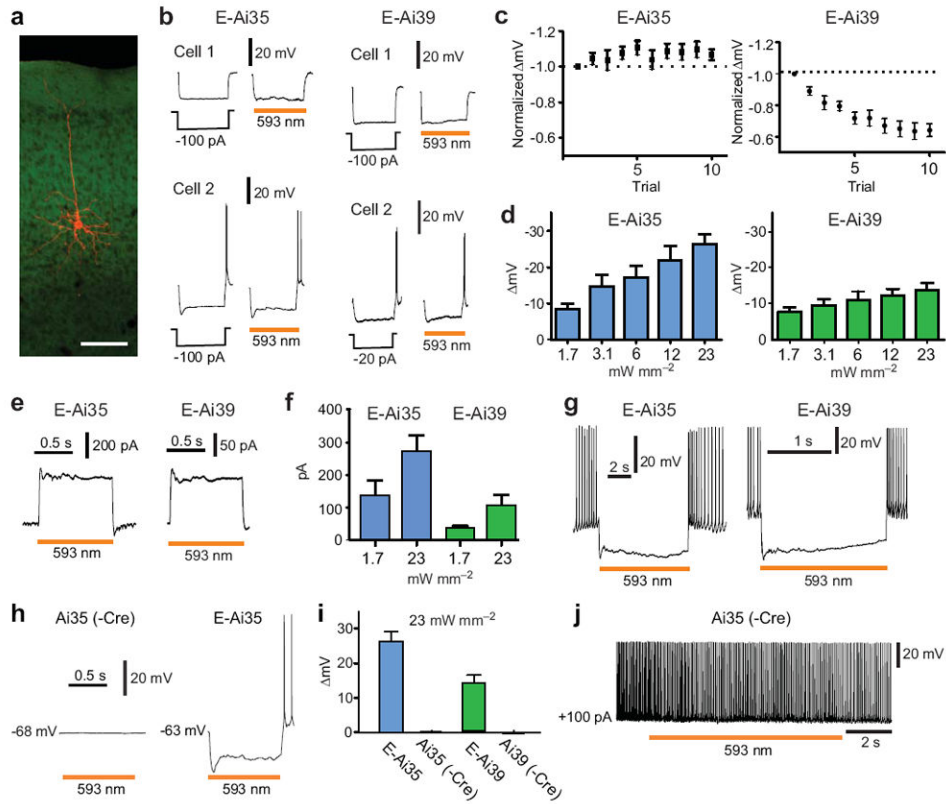 a
b
E-Ai35
E-Ai39
Cell 1
20 mV
-100 pA
593 nm
Cell 1
20 mV
-100 pA
593 nm
Cell 2
20 mV
-100 pA
593 nm
Cell 2
20 mV
-20 pA
593 nm
c
E-Ai35
E-Ai39
Normalized ΔmV
-1.2
-1.0
-0.8
-0.6
5
10
Trial
Normalized ΔmV
-1.2
-1.0
-0.8
-0.6
5
10
Trial
d
E-Ai35
E-Ai39
ΔmV
-30
-20
-10
0
1.7 3.1 6 12 23
mW mm⁻²
ΔmV
-30
-20
-10
0
1.7 3.1 6 12 23
mW mm⁻²
e
E-Ai35
E-Ai39
0.5 s
200 pA
0.5 s
50 pA
593 nm
593 nm
f
E-Ai35
E-Ai39
pA
400
300
200
100
0
1.7 23 1.7 23
mW mm⁻²
g
E-Ai35
E-Ai39
2 s
20 mV
1 s
20 mV
593 nm
593 nm
h
Ai35 (-Cre)
E-Ai35
0.5 s
20 mV
-68 mV
-63 mV
593 nm
593 nm
i
23 mW mm⁻²
ΔmV
30
20
10
0
E-Ai35
Ai35 (-Cre)
E-Ai39
Ai39 (-Cre)
j
Ai35 (-Cre)
20 mV
+100 pA
593 nm
2 s